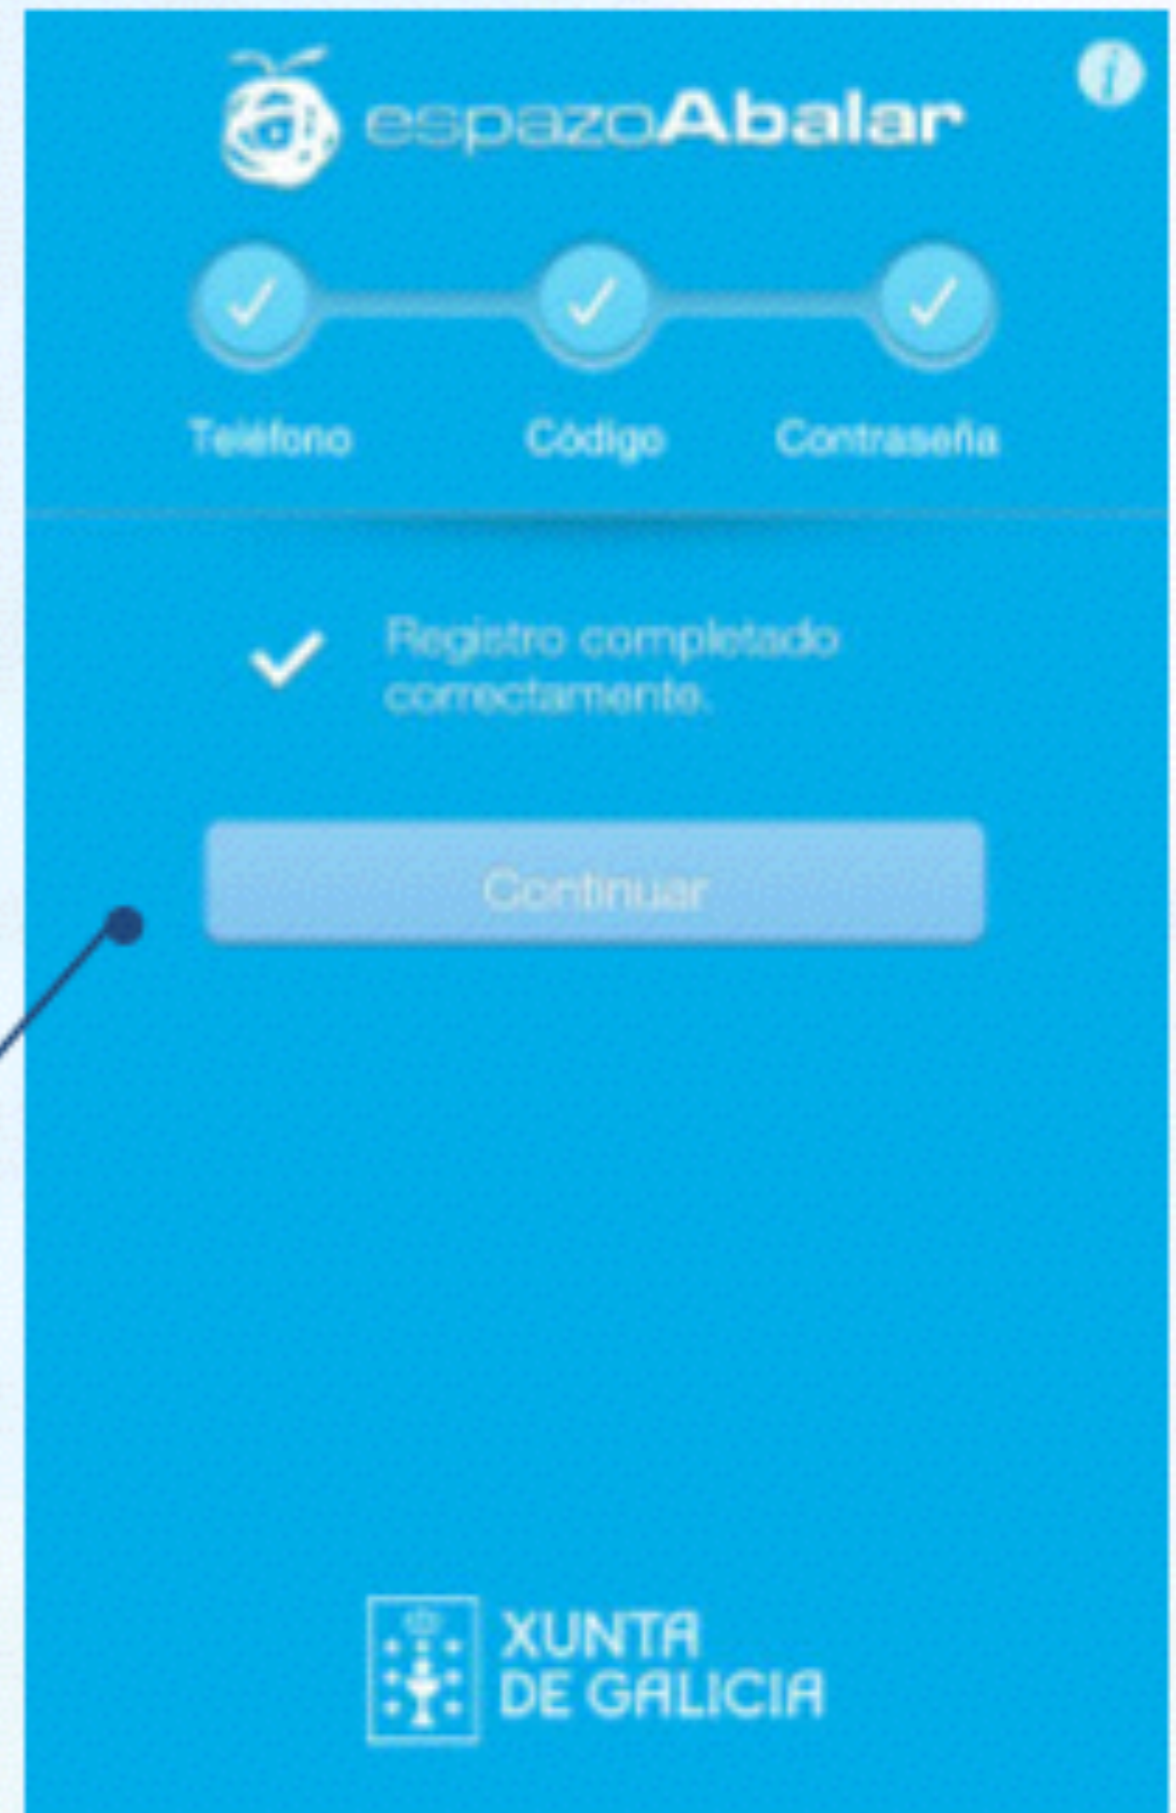 espazoAbalar
i
Teléfono Código Contraseña
Registro completado
correctamente.
Continuar
XUNTA
DE GALICIA